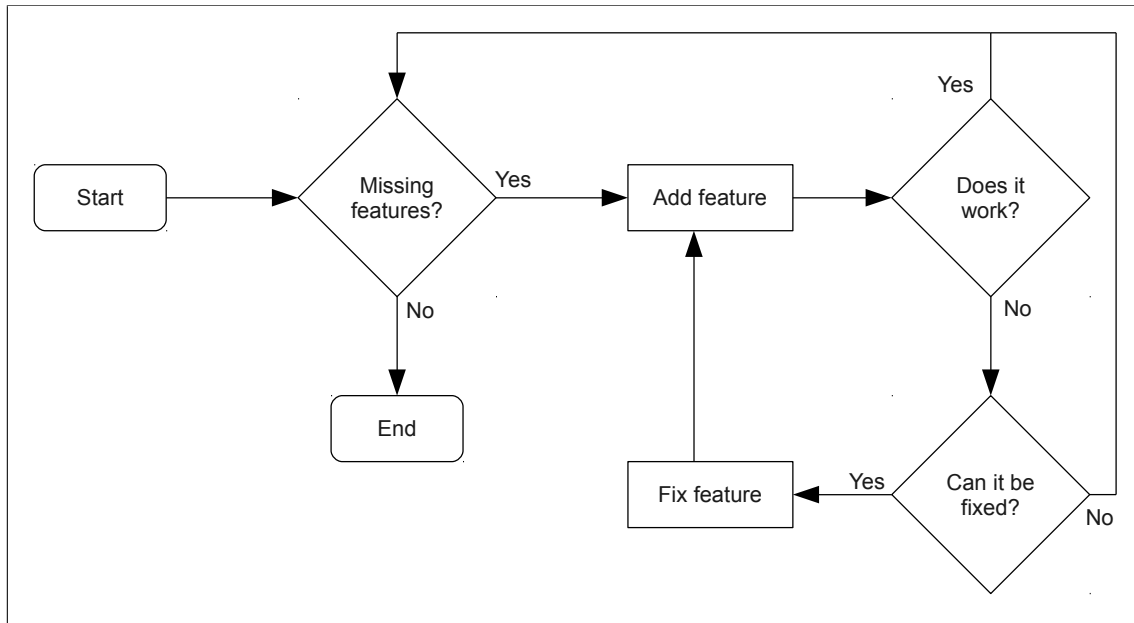 Start
Missing
features?
Yes
No
End
Add feature
Does it
work?
Yes
No
Can it be
fixed?
Yes
No
Fix feature